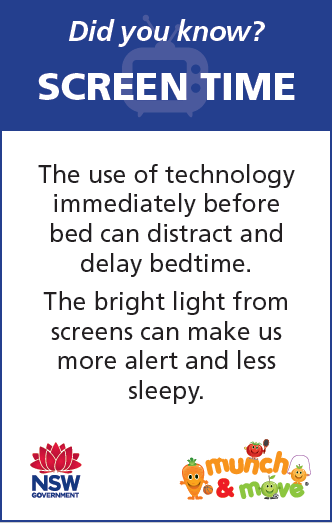 Did you know?
SCREEN TIME
The use of technology
immediately before
bed can distract and
delay bedtime.
The bright light from
screens can make us
more alert and less
sleepy.
NSW
GOVERNMENT
munch
& move®